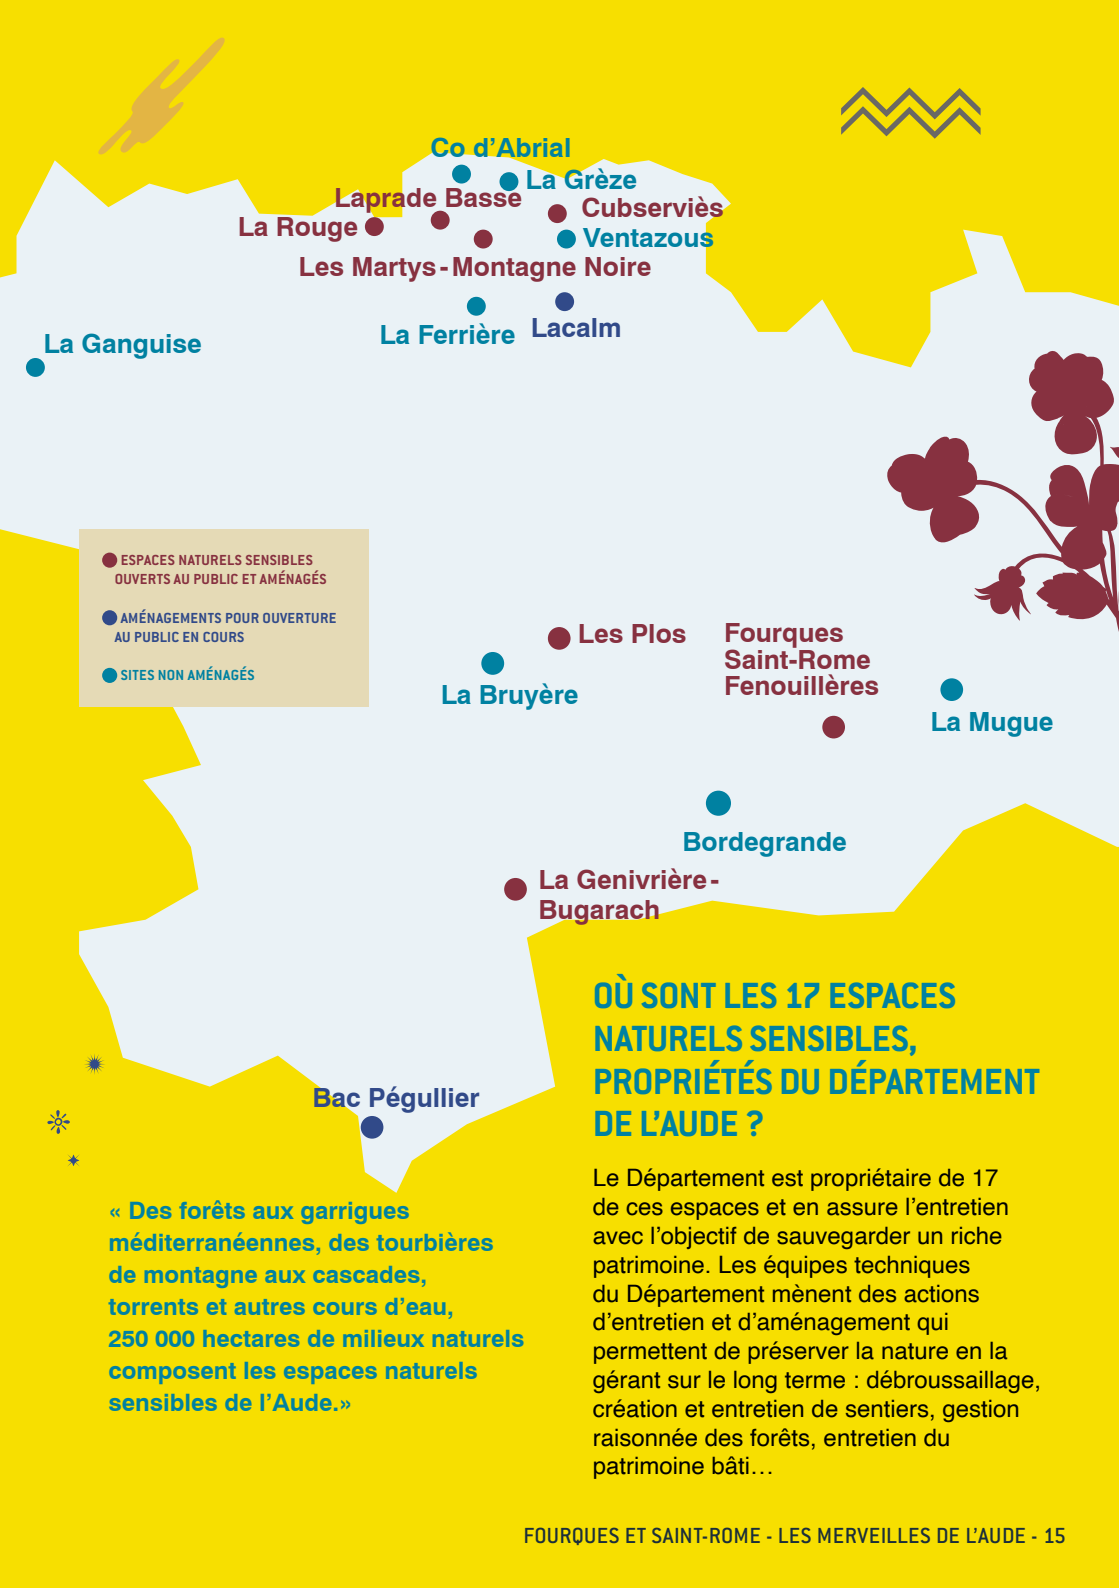 Co d’Abrial
La Grèze
Laprade Basse
Cubserviès
La Rouge
Ventazous
Les Martys - Montagne Noire
La Ferrière
Lacalm
La Ganguise
ESPACES NATURELS SENSIBLES
OUVERTS AU PUBLIC ET AMÉNAGÉS
AMÉNAGEMENTS POUR OUVERTURE
AU PUBLIC EN COURS
SITES NON AMÉNAGÉS
Les Plos
Fourques
Saint-Rome
Fenouillères
La Bruyère
La Mugue
Bordegrande
La Genivrière -
Bugarach
Bac Pégullier
« Des forêts aux garrigues
méditerranéennes, des tourbières
de montagne aux cascades,
torrents et autres cours d’eau,
250 000 hectares de milieux naturels
composent les espaces naturels
sensibles de l’Aude.»
OÙ SONT LES 17 ESPACES
NATURELS SENSIBLES,
PROPRIÉTÉS DU DÉPARTEMENT
DE L’AUDE ?
Le Département est propriétaire de 17
de ces espaces et en assure l’entretien
avec l’objectif de sauvegarder un riche
patrimoine. Les équipes techniques
du Département mènent des actions
d’entretien et d’aménagement qui
permettent de préserver la nature en la
gérant sur le long terme : débroussaillage,
création et entretien de sentiers, gestion
raisonnée des forêts, entretien du
patrimoine bâti…
FOURQUES ET SAINT-ROME - LES MERVEILLES DE L’AUDE - 15